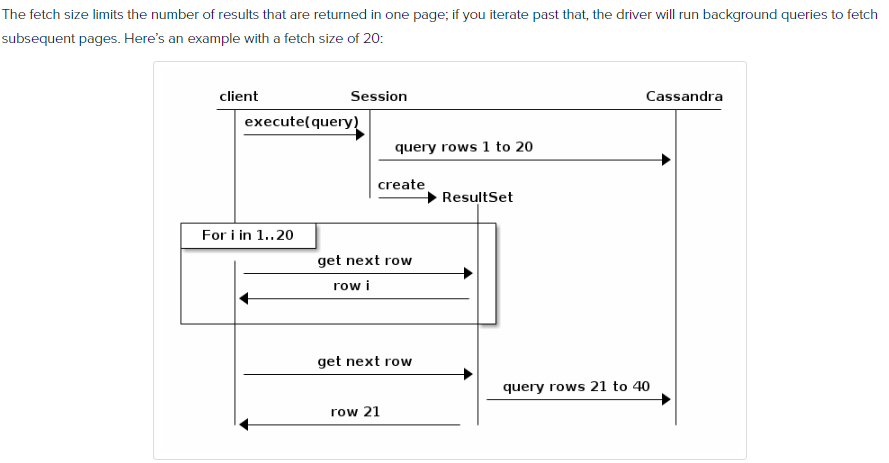 The fetch size limits the number of results that are returned in one page; if you iterate past that, the driver will run background queries to fetch
subsequent pages. Here’s an example with a fetch size of 20:
client Session Cassandra
execute(query)
query rows 1 to 20
create
ResultSet
For i in 1..20
get next row
row i
get next row
query rows 21 to 40
row 21